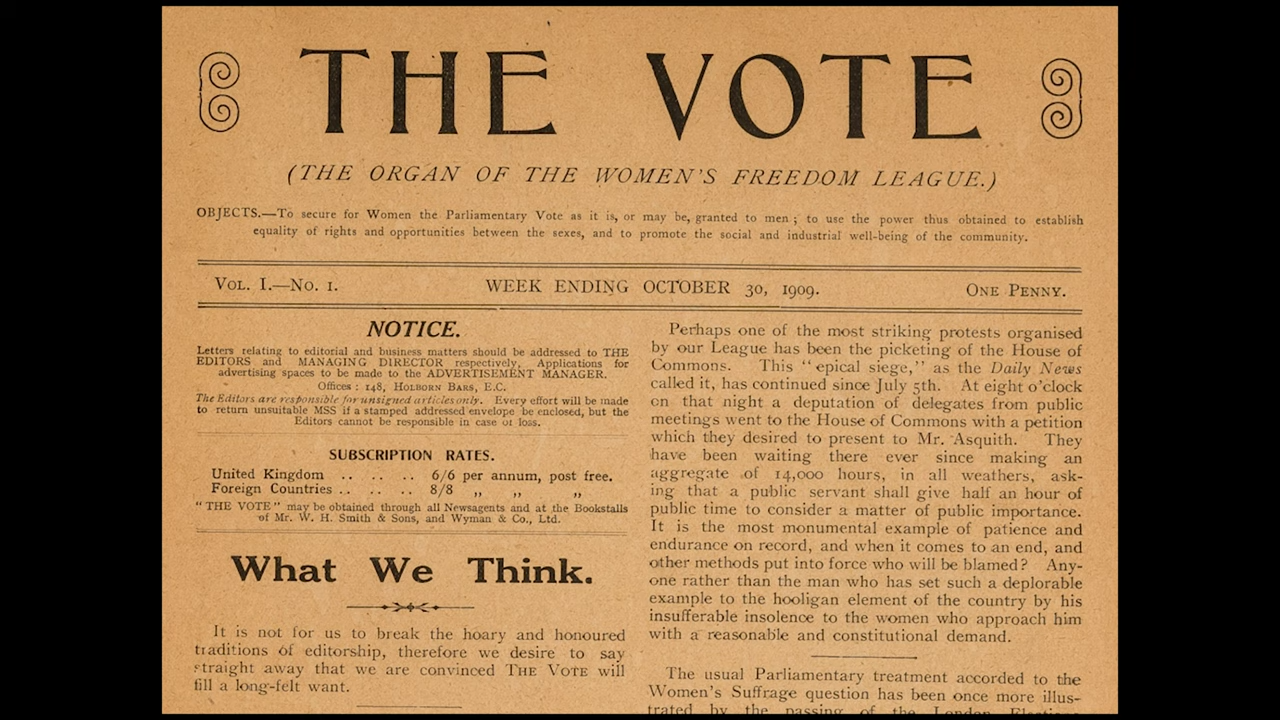 THE VOTE
(THE ORGAN OF THE WOMEN'S FREEDOM LEAGUE.)
OBJECTS.—To secure for Women the Parliamentary Vote as it is, or may be, granted to men; to use the power thus obtained to establish
equality of rights and opportunities between the sexes, and to promote the social and industrial well-being of the community.
VOL. I.—NO. 1.
WEEK ENDING OCTOBER 30, 1909.
ONE PENNY.
NOTICE.
Letters relating to editorial and business matters should be addressed to THE
EDITORS and MANAGING DIRECTOR respectively, Applications for
advertising spaces to be made to the ADVERTISEMENT MANAGER.
Offices: 148, HOLBORN BARS, E.C.
The Editors are responsible for unsigned articles only. Every effort will be made
to return unsuitable MSS if a stamped addressed envelope be enclosed, but the
Editors cannot be responsible in case of loss.
SUBSCRIPTION RATES.
United Kingdom .. .. .. 6/6 per annum, post free.
Foreign Countries .. .. .. 8/8 „ „ „
"THE VOTE" may be obtained through all Newsagents and at the Bookstalls
of Mr. W. H. Smith & Sons, and Wyman & Co., Ltd.
What We Think.
It is not for us to break the hoary and honoured
traditions of editorship, therefore we desire to say
straight away that we are convinced THE VOTE will
fill a long-felt want.
Perhaps one of the most striking protests organised
by our League has been the picketing of the House of
Commons. This "epical siege," as the Daily News
called it, has continued since July 5th. At eight o'clock
on that night a deputation of delegates from public
meetings went to the House of Commons with a petition
which they desired to present to Mr. Asquith. They
have been waiting there ever since making an
aggregate of 14,000 hours, in all weathers, ask-
ing that a public servant shall give half an hour of
public time to consider a matter of public importance.
It is the most monumental example of patience and
endurance on record, and when it comes to an end, and
other methods put into force who will be blamed? Any-
one rather than the man who has set such a deplorable
example to the hooligan element of the country by his
insufferable insolence to the women who approach him
with a reasonable and constitutional demand.
The usual Parliamentary treatment accorded to the
Women's Suffrage question has been once more illus-
trated by the passing of the London